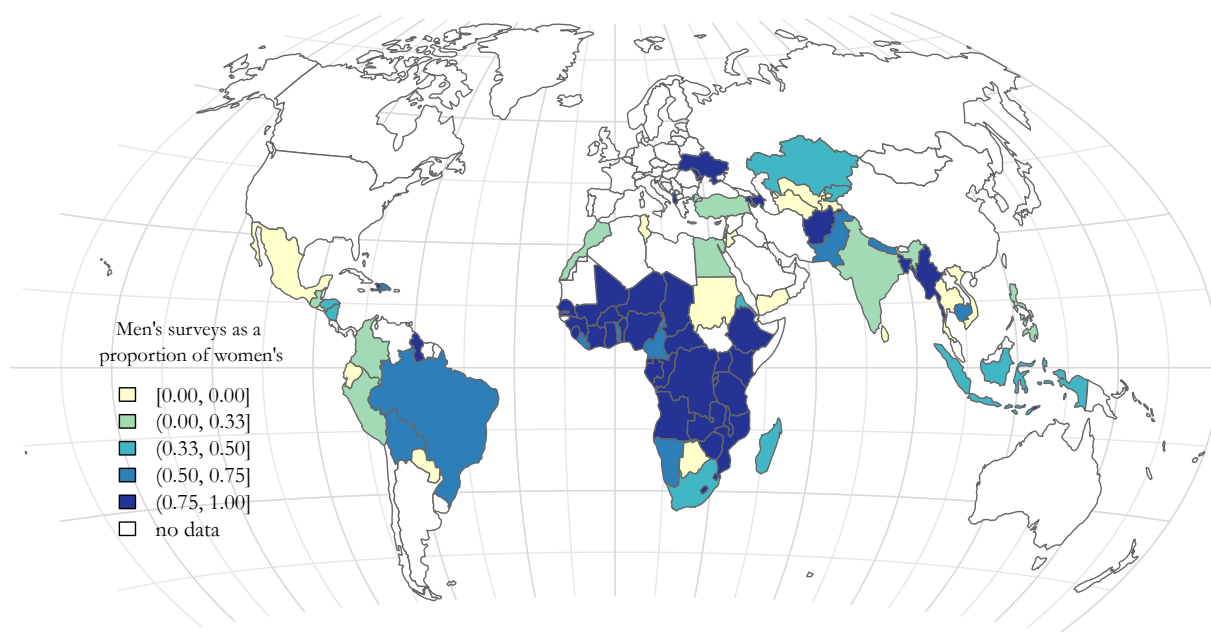 Men's surveys as a
proportion of women's
[0.00, 0.00]
(0.00, 0.33]
(0.33, 0.50]
(0.50, 0.75]
(0.75, 1.00]
no data